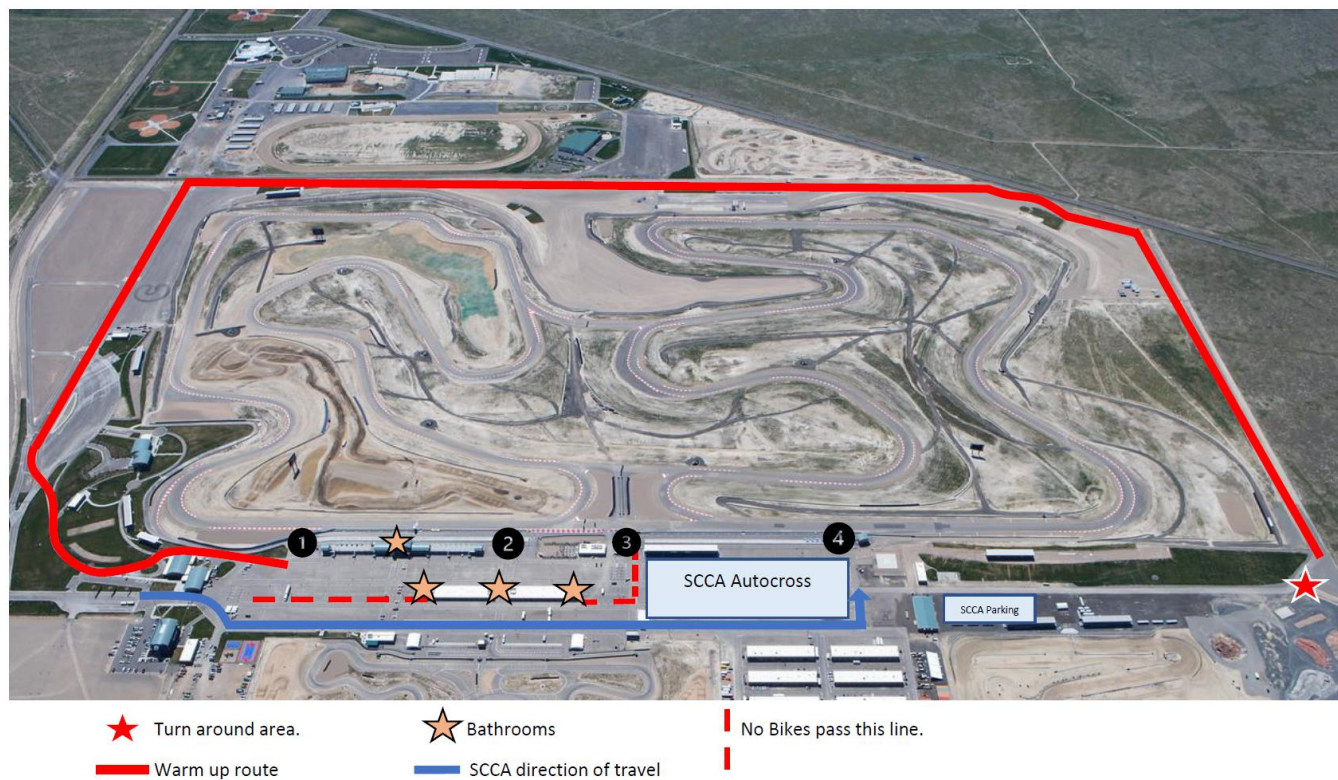 1
2
3
4
SCCA Autocross
SCCA Parking
Turn around area.
Bathrooms
No Bikes pass this line.
Warm up route
SCCA direction of travel